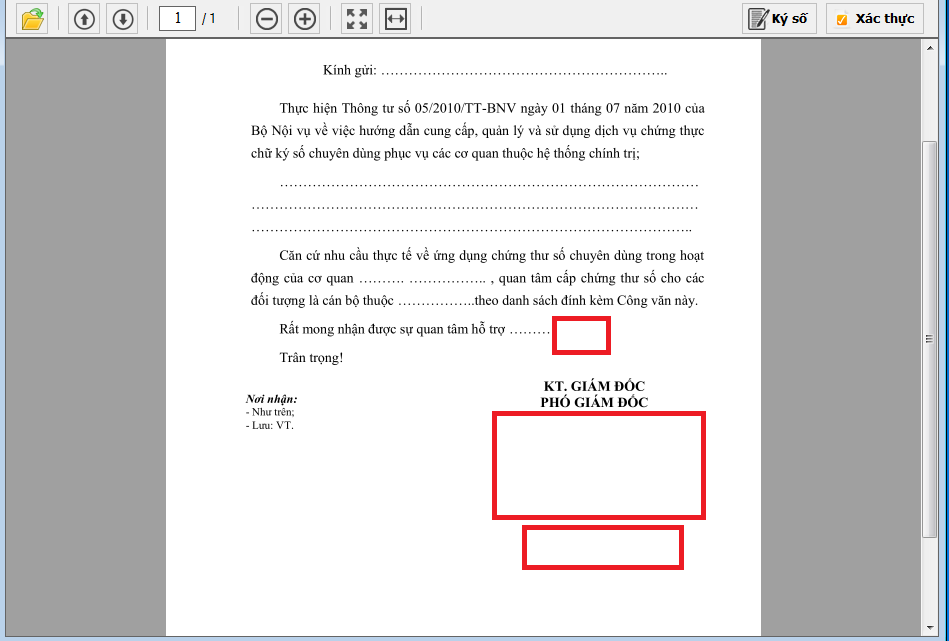 1 / 1 Ký số Xác thực
Kính gửi: ……………………………………………………..
Thực hiện Thông tư số 05/2010/TT-BNV ngày 01 tháng 07 năm 2010 của
Bộ Nội vụ về việc hướng dẫn cung cấp, quản lý và sử dụng dịch vụ chứng thực
chữ ký số chuyên dùng phục vụ các cơ quan thuộc hệ thống chính trị;
………………………………………………………………………………
……………………………………………………………………………………
…………………………………………………………………………………..
Căn cứ nhu cầu thực tế về ứng dụng chứng thư số chuyên dùng trong hoạt
động của cơ quan ………. …………….. , quan tâm cấp chứng thư số cho các
đối tượng là cán bộ thuộc ……………..theo danh sách đính kèm Công văn này.
Rất mong nhận được sự quan tâm hỗ trợ ………
Trân trọng!
KT. GIÁM ĐỐC
PHÓ GIÁM ĐỐC
Nơi nhận:
- Như trên;
- Lưu: VT.